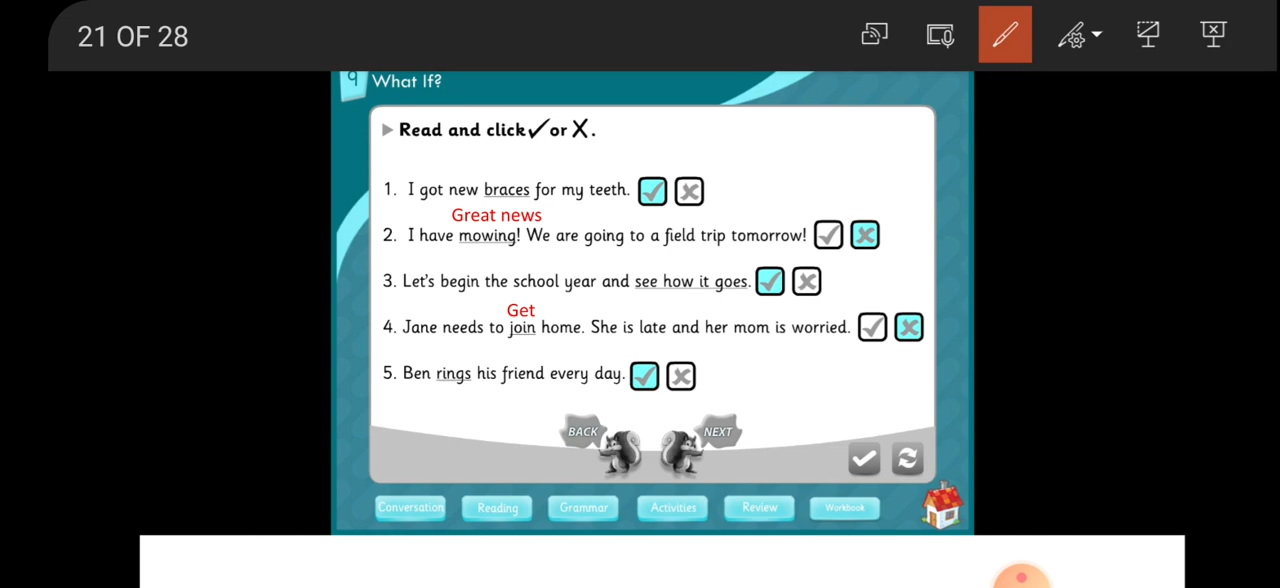 21 OF 28
9 What If?
Read and click ✓ or X.
1. I got new braces for my teeth.
Great news
2. I have mowing! We are going to a field trip tomorrow!
3. Let's begin the school year and see how it goes.
Get
4. Jane needs to join home. She is late and her mom is worried.
5. Ben rings his friend every day.
BACK NEXT
Conversation Reading Grammar Activities Review Workbook